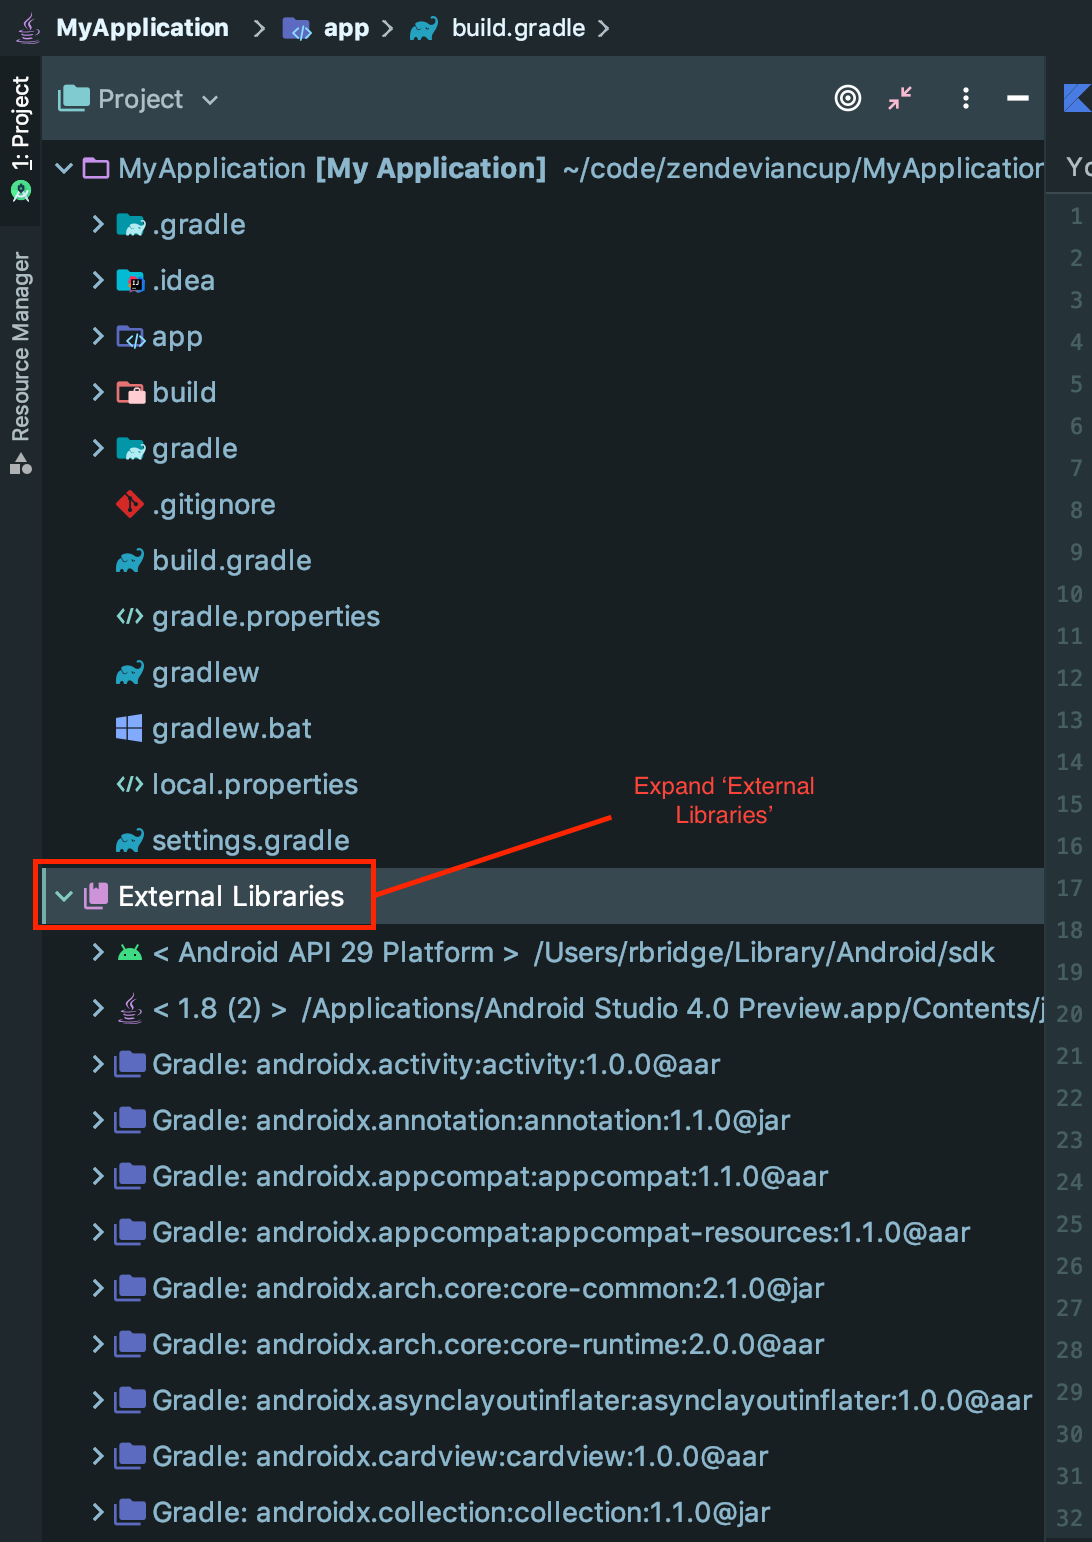 MyApplication > app > build.gradle >
1: Project
Resource Manager
Project
MyApplication [My Application] ~/code/zendeviancup/MyApplication
.gradle
.idea
app
build
gradle
.gitignore
build.gradle
gradle.properties
gradlew
gradlew.bat
local.properties
settings.gradle
Expand ‘External
Libraries’
External Libraries
< Android API 29 Platform > /Users/rbridge/Library/Android/sdk
< 1.8 (2) > /Applications/Android Studio 4.0 Preview.app/Contents/j
Gradle: androidx.activity:activity:1.0.0@aar
Gradle: androidx.annotation:annotation:1.1.0@jar
Gradle: androidx.appcompat:appcompat:1.1.0@aar
Gradle: androidx.appcompat:appcompat-resources:1.1.0@aar
Gradle: androidx.arch.core:core-common:2.1.0@jar
Gradle: androidx.arch.core:core-runtime:2.0.0@aar
Gradle: androidx.asynclayoutinflater:asynclayoutinflater:1.0.0@aar
Gradle: androidx.cardview:cardview:1.0.0@aar
Gradle: androidx.collection:collection:1.1.0@jar
Yo
1
2
3
4
5
6
7
8
9
10
11
12
13
14
15
16
17
18
19
20
21
22
23
24
25
26
27
28
29
30
31
32